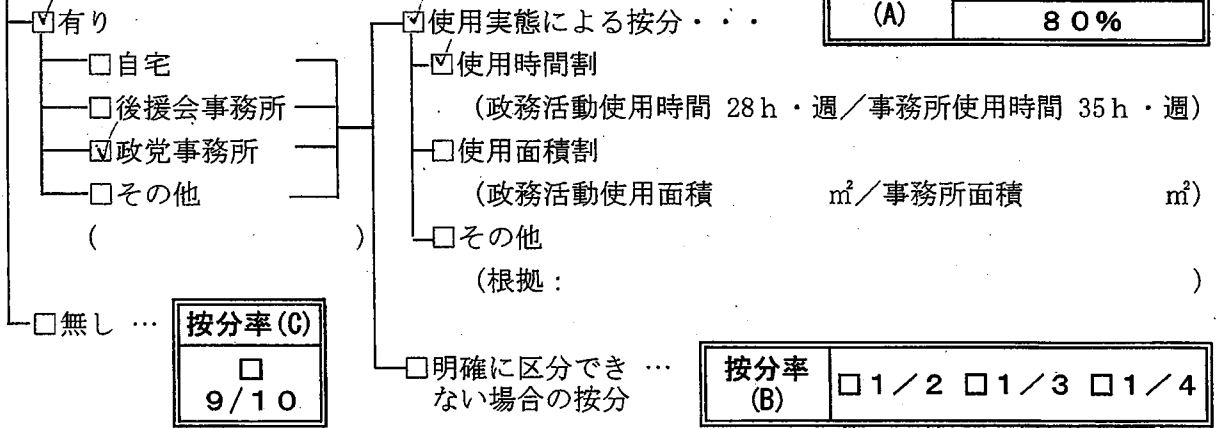 ☑有り
☑使用実態による按分・・・
(A)
80%
□自宅
☑使用時間割
□後援会事務所
(政務活動使用時間 28h・週/事務所使用時間 35h・週)
☑政党事務所
□使用面積割
□その他
(政務活動使用面積 ㎡/事務所面積 ㎡)
( )
□その他
(根拠: )
□無し …
按分率(C)
□
9/10
□明確に区分でき …
ない場合の按分
按分率
(B)
□1/2 □1/3 □1/4